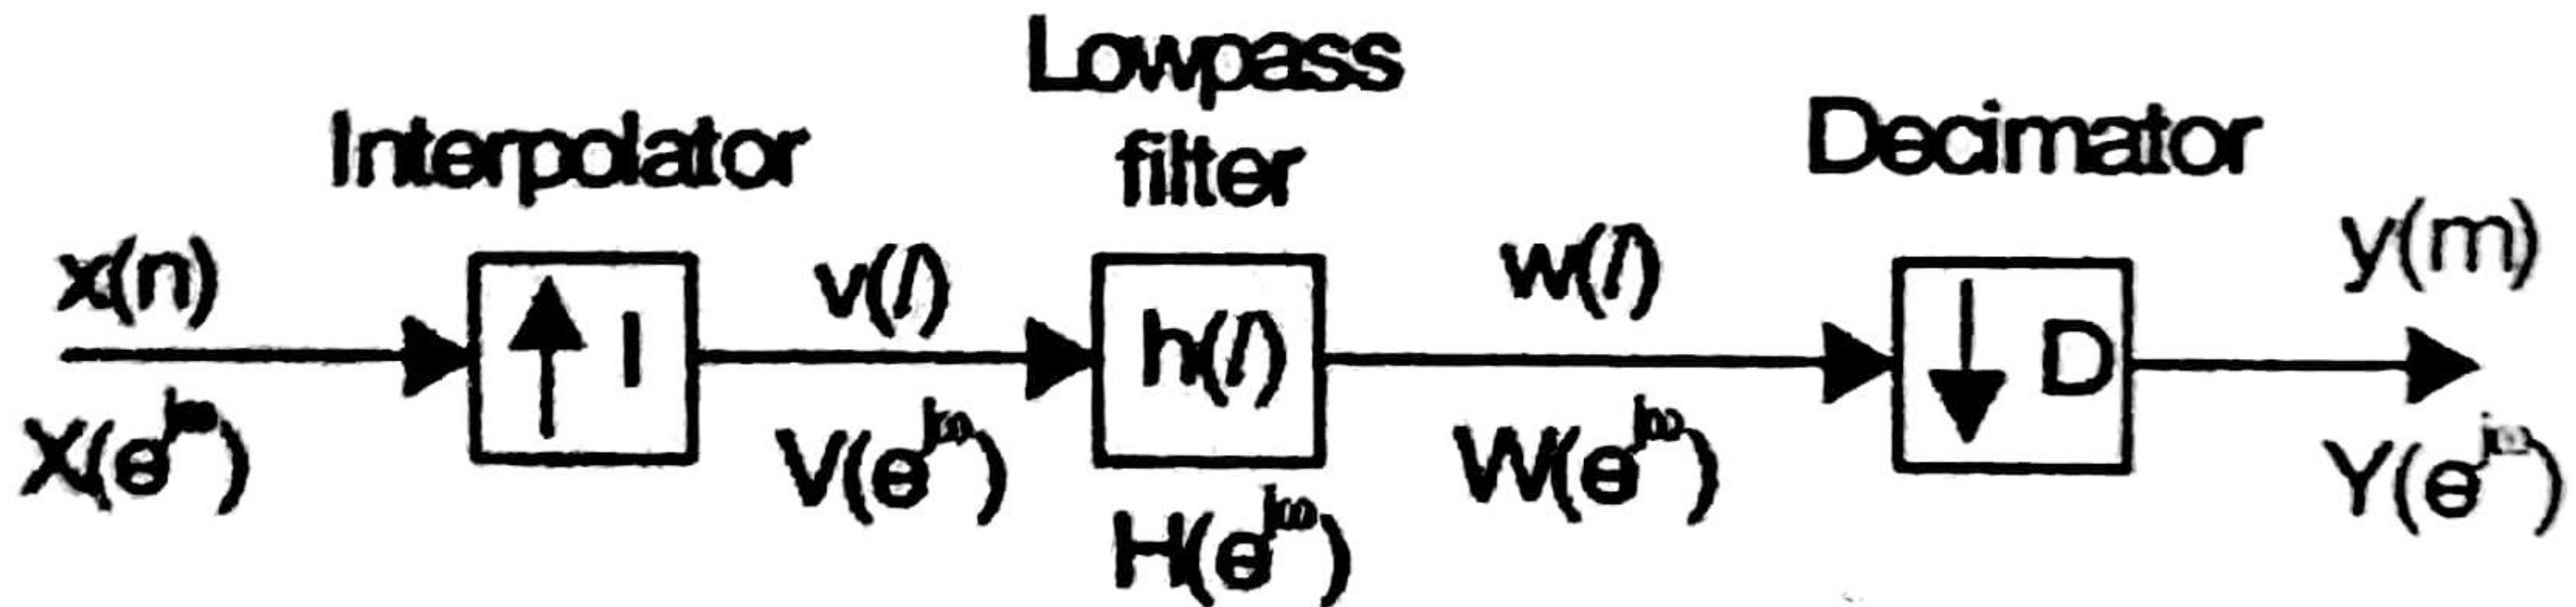 Lowpass
filter
Interpolator
Decimator
x(n)
v(l)
w(l)
y(m)
I
h(l)
D
X(e^jω)
V(e^jω)
W(e^jω)
Y(e^jω)
H(e^jω)